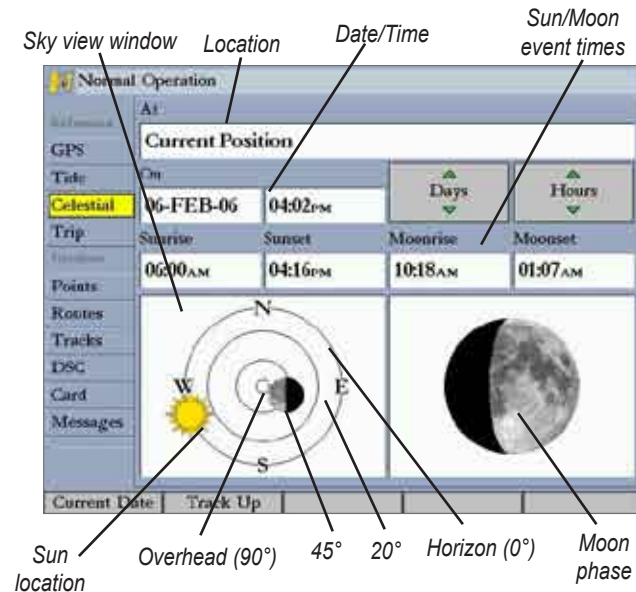 Sky view window
Location
Date/Time
Sun/Moon
event times
Normal Operation
At
Current Position
GPS
Tide
Celestial
Trip
Points
Routes
Tracks
DSC
Card
Messages
On
06-FEB-06
04:02PM
Days
Hours
Sunrise
Sunset
Moonrise
Moonset
06:00AM
04:16PM
10:18AM
01:07AM
N
W
E
S
Current Date
Track Up
Sun
location
Overhead (90°)
45°
20°
Horizon (0°)
Moon
phase